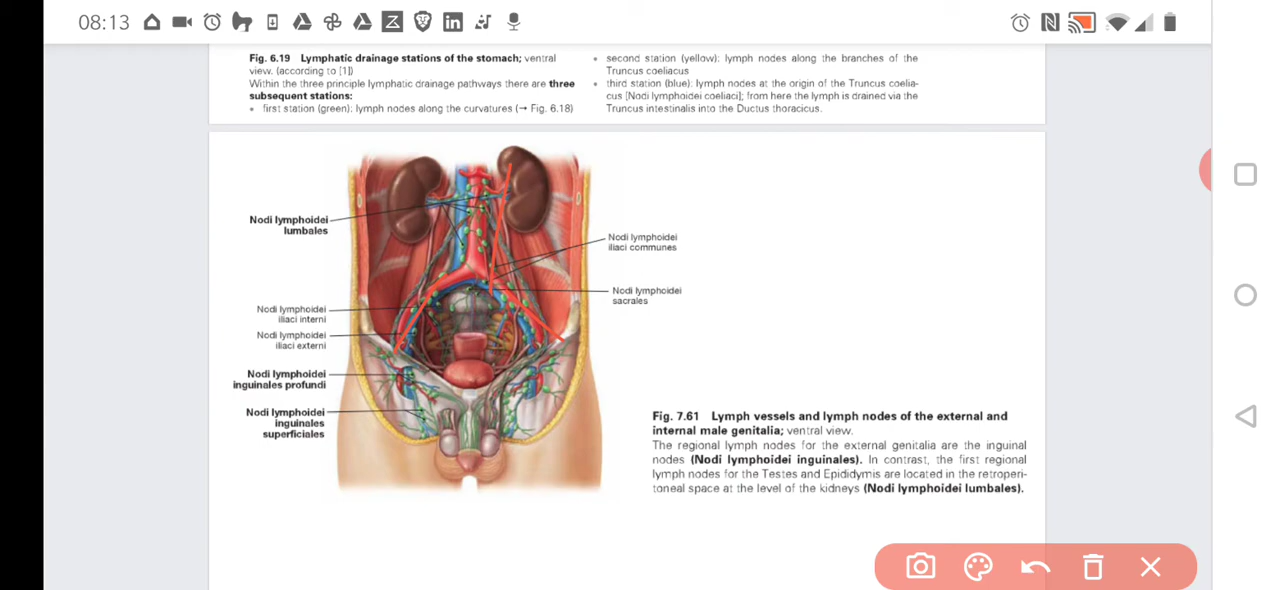 08:13
Fig. 6.19 Lymphatic drainage stations of the stomach; ventral
view. (according to [1])
Within the three principle lymphatic drainage pathways there are three
subsequent stations:
• first station (green): lymph nodes along the curvatures (→ Fig. 6.18)
• second station (yellow): lymph nodes along the branches of the
Truncus coeliacus
• third station (blue): lymph nodes at the origin of the Truncus coelia-
cus [Nodi lymphoidei coeliaci]; from here the lymph is drained via the
Truncus intestinalis into the Ductus thoracicus.
Nodi lymphoidei
lumbales
Nodi lymphoidei
iliaci interni
Nodi lymphoidei
iliaci externi
Nodi lymphoidei
inguinales profundi
Nodi lymphoidei
inguinales
superficiales
Nodi lymphoidei
iliaci communes
Nodi lymphoidei
sacrales
Fig. 7.61 Lymph vessels and lymph nodes of the external and
internal male genitalia; ventral view.
The regional lymph nodes for the external genitalia are the inguinal
nodes (Nodi lymphoidei inguinales). In contrast, the first regional
lymph nodes for the Testes and Epididymis are located in the retroperi-
toneal space at the level of the kidneys (Nodi lymphoidei lumbales).